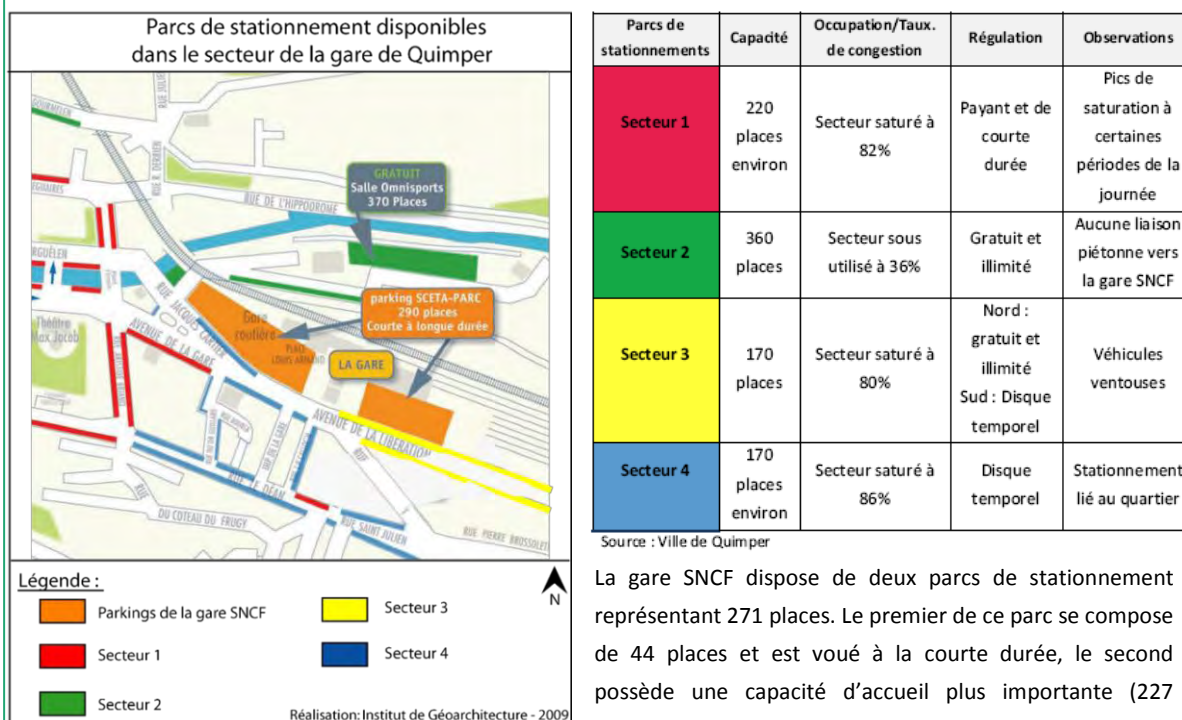 Parcs de stationnement disponibles
dans le secteur de la gare de Quimper
GOURMELEN
RUE JULIE
RUE R. DERRIEN
GRATUIT
Salle Omnisports
370 Places
RUE DE L'HIPPODROME
RUE JACQUES CARTIER
parking SCETA-PARC
290 places
Courte à longue durée
Gare
routière
PLACE
LOUIS ARMAND
LA GARE
Théâtre
Max Jacob
AVENUE DE LA GARE
AVENUE DE LA LIBÉRATION
RUE LE DÉAN
DU COTEAU DU FRUGY
RUE
RUE SAINT JULIEN
RUE PIERRE BROSSOLET
Légende :
N
Parkings de la gare SNCF
Secteur 1
Secteur 2
Secteur 3
Secteur 4
Réalisation: Institut de Géoarchitecture - 2009
Parcs de stationnements | Capacité | Occupation/Taux. de congestion | Régulation | Observations
Secteur 1 | 220 places environ | Secteur saturé à 82% | Payant et de courte durée | Pics de saturation à certaines périodes de la journée
Secteur 2 | 360 places | Secteur sous utilisé à 36% | Gratuit et illimité | Aucune liaison piétonne vers la gare SNCF
Secteur 3 | 170 places | Secteur saturé à 80% | Nord : gratuit et illimité Sud : Disque temporel | Véhicules ventouses
Secteur 4 | 170 places environ | Secteur saturé à 86% | Disque temporel | Stationnement lié au quartier
Source : Ville de Quimper
La gare SNCF dispose de deux parcs de stationnement
représentant 271 places. Le premier de ce parc se compose
de 44 places et est voué à la courte durée, le second
possède une capacité d'accueil plus importante (227